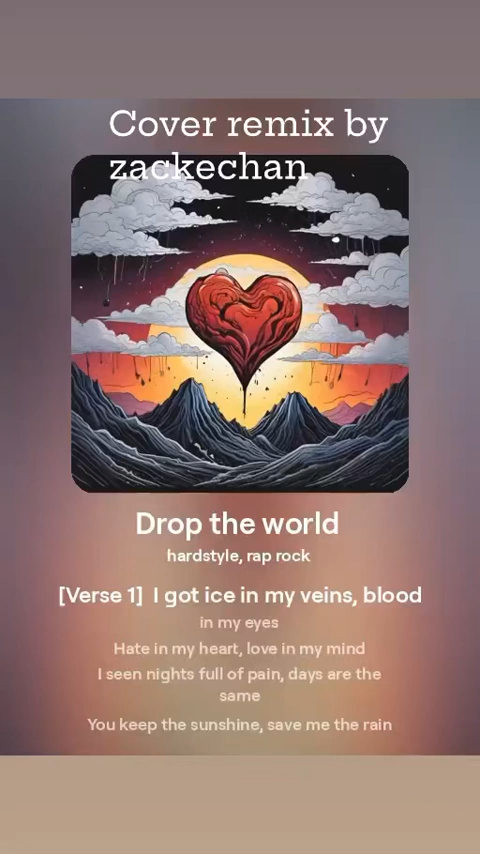 Cover remix by
zackechan
Drop the world
hardstyle, rap rock
[Verse 1]  I got ice in my veins, blood
in my eyes
Hate in my heart, love in my mind
I seen nights full of pain, days are the
same
You keep the sunshine, save me the rain